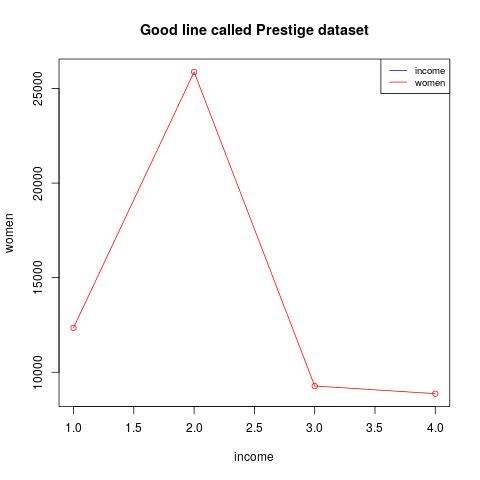 Good line called Prestige dataset
income
women
25000
20000
15000
10000
women
1.0 1.5 2.0 2.5 3.0 3.5 4.0
income